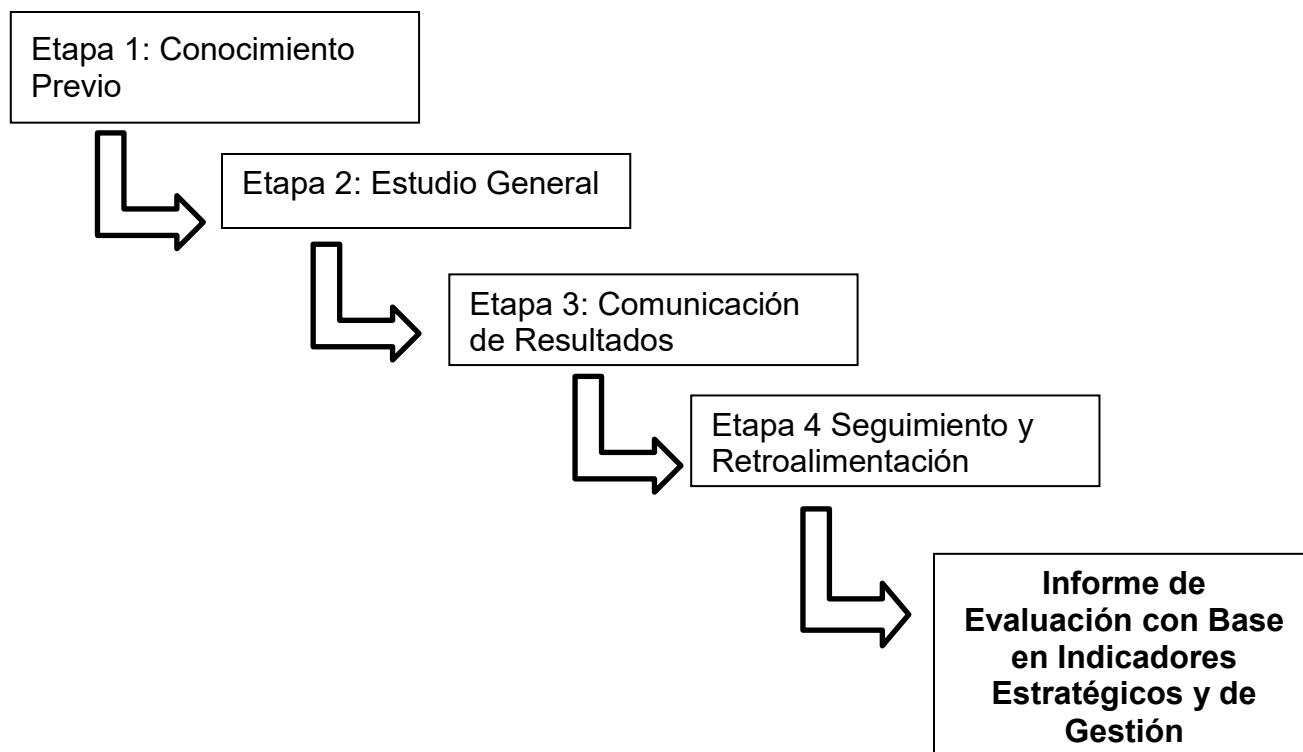 Etapa 1: Conocimiento
Previo
Etapa 2: Estudio General
Etapa 3: Comunicación
de Resultados
Etapa 4 Seguimiento y
Retroalimentación
Informe de
Evaluación con Base
en Indicadores
Estratégicos y de
Gestión